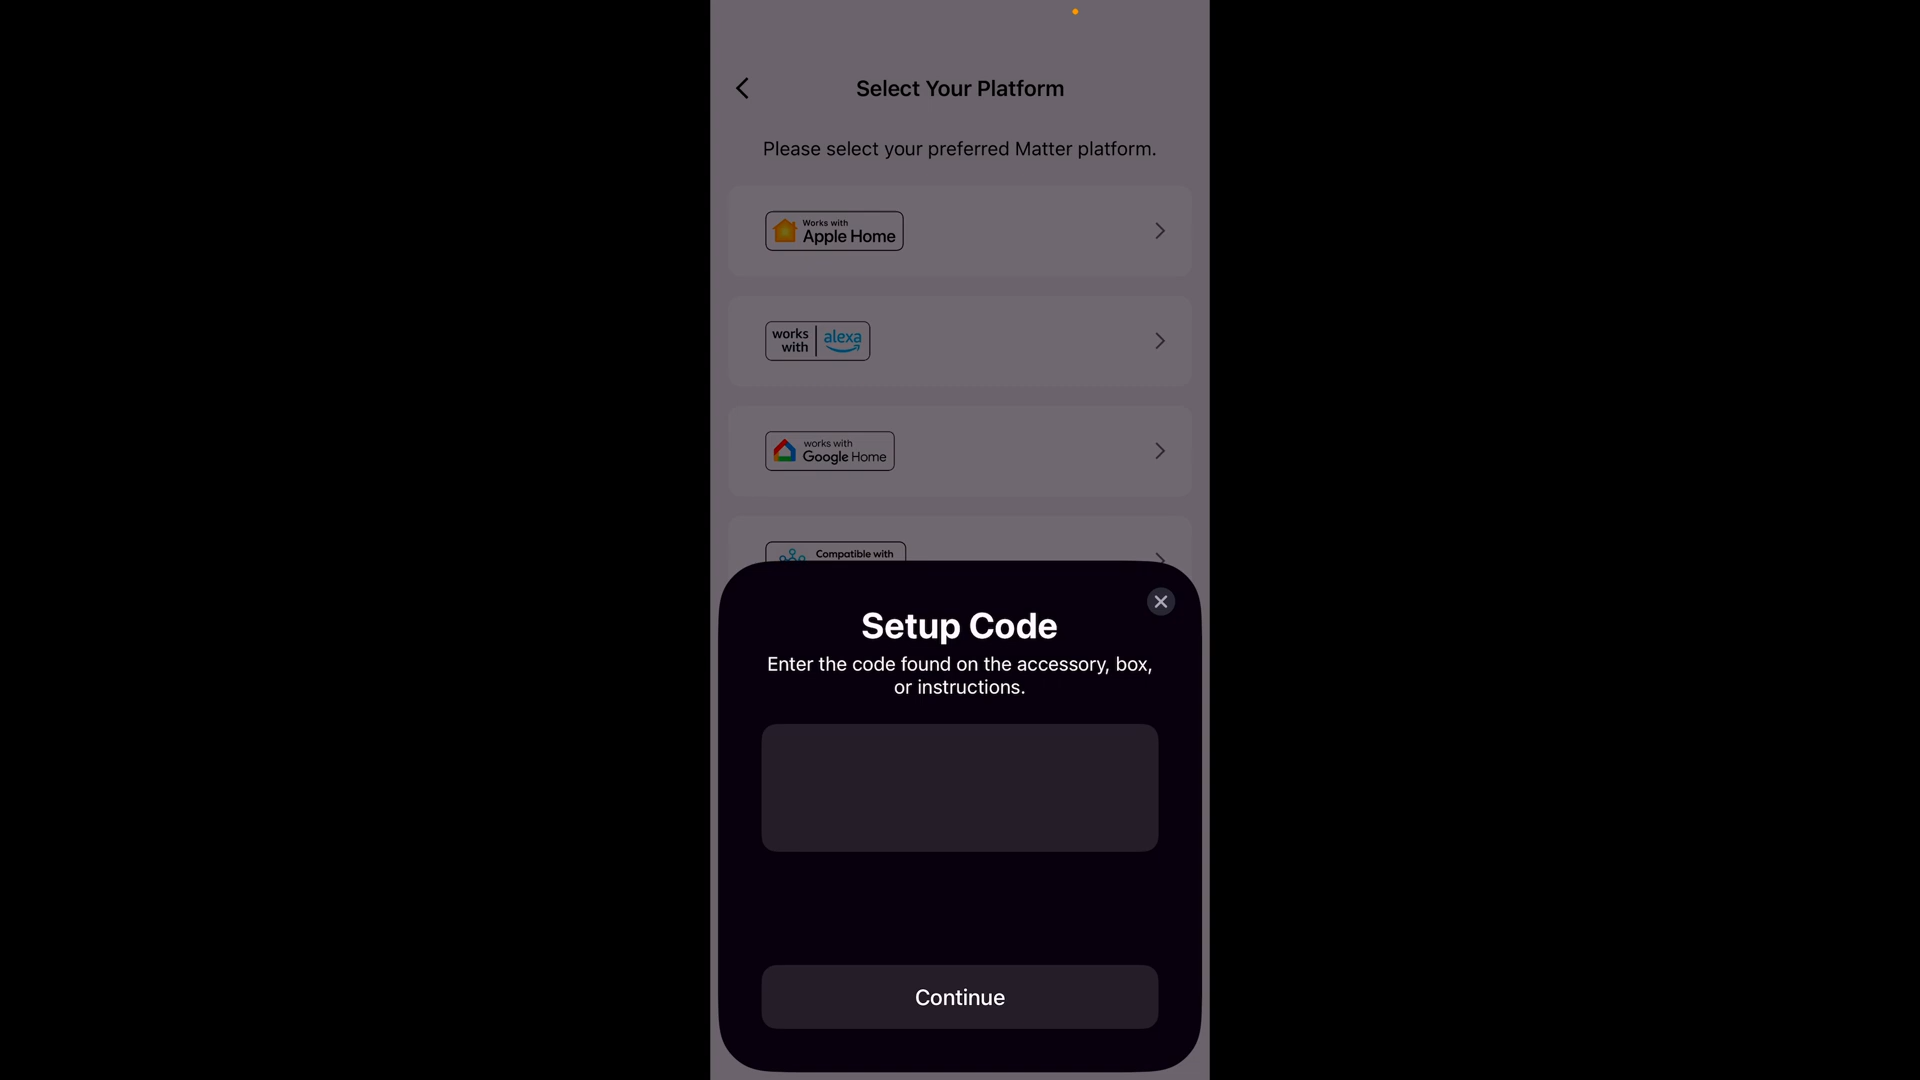 Select Your Platform
Please select your preferred Matter platform.
Works with
Apple Home
works
with
alexa
works with
Google Home
Compatible with
Setup Code
Enter the code found on the accessory, box,
or instructions.
Continue